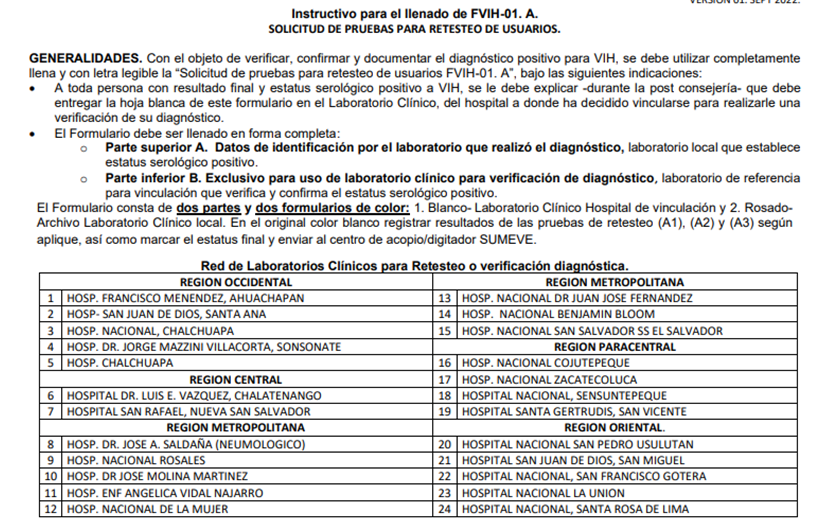 VERSION 01. SEPT 2022.
Instructivo para el llenado de FVIH-01. A.
SOLICITUD DE PRUEBAS PARA RETESTEO DE USUARIOS.
GENERALIDADES. Con el objeto de verificar, confirmar y documentar el diagnóstico positivo para VIH, se debe utilizar completamente
llena y con letra legible la “Solicitud de pruebas para retesteo de usuarios FVIH-01. A”, bajo las siguientes indicaciones:
• A toda persona con resultado final y estatus serológico positivo a VIH, se le debe explicar -durante la post consejería- que debe
entregar la hoja blanca de este formulario en el Laboratorio Clínico, del hospital a donde ha decidido vincularse para realizarle una
verificación de su diagnóstico.
• El Formulario debe ser llenado en forma completa:
o Parte superior A. Datos de identificación por el laboratorio que realizó el diagnóstico, laboratorio local que establece
estatus serológico positivo.
o Parte inferior B. Exclusivo para uso de laboratorio clínico para verificación de diagnóstico, laboratorio de referencia
para vinculación que verifica y confirma el estatus serológico positivo.
El Formulario consta de dos partes y dos formularios de color: 1. Blanco- Laboratorio Clínico Hospital de vinculación y 2. Rosado-
Archivo Laboratorio Clínico local. En el original color blanco registrar resultados de las pruebas de retesteo (A1), (A2) y (A3) según
aplique, así como marcar el estatus final y enviar al centro de acopio/digitador SUMEVE.
Red de Laboratorios Clínicos para Retesteo o verificación diagnóstica.
REGION OCCIDENTAL
1 HOSP. FRANCISCO MENENDEZ, AHUACHAPAN
2 HOSP- SAN JUAN DE DIOS, SANTA ANA
3 HOSP. NACIONAL, CHALCHUAPA
4 HOSP. DR. JORGE MAZZINI VILLACORTA, SONSONATE
5 HOSP. CHALCHUAPA
REGION CENTRAL
6 HOSPITAL DR. LUIS E. VAZQUEZ, CHALATENANGO
7 HOSPITAL SAN RAFAEL, NUEVA SAN SALVADOR
REGION METROPOLITANA
8 HOSP. DR. JOSE A. SALDAÑA (NEUMOLOGICO)
9 HOSP. NACIONAL ROSALES
10 HOSP. DR JOSE MOLINA MARTINEZ
11 HOSP. ENF ANGELICA VIDAL NAJARRO
12 HOSP. NACIONAL DE LA MUJER
REGION METROPOLITANA
13 HOSP. NACIONAL DR JUAN JOSE FERNANDEZ
14 HOSP. NACIONAL BENJAMIN BLOOM
15 HOSP. NACIONAL SAN SALVADOR SS EL SALVADOR
REGION PARACENTRAL
16 HOSP. NACIONAL COJUTEPEQUE
17 HOSP. NACIONAL ZACATECOLUCA
18 HOSPITAL NACIONAL, SENSUNTEPEQUE
19 HOSPITAL SANTA GERTRUDIS, SAN VICENTE
REGION ORIENTAL.
20 HOSPITAL NACIONAL SAN PEDRO USULUTAN
21 HOSPITAL SAN JUAN DE DIOS, SAN MIGUEL
22 HOSPITAL NACIONAL, SAN FRANCISCO GOTERA
23 HOSPITAL NACIONAL LA UNION
24 HOSPITAL NACIONAL, SANTA ROSA DE LIMA